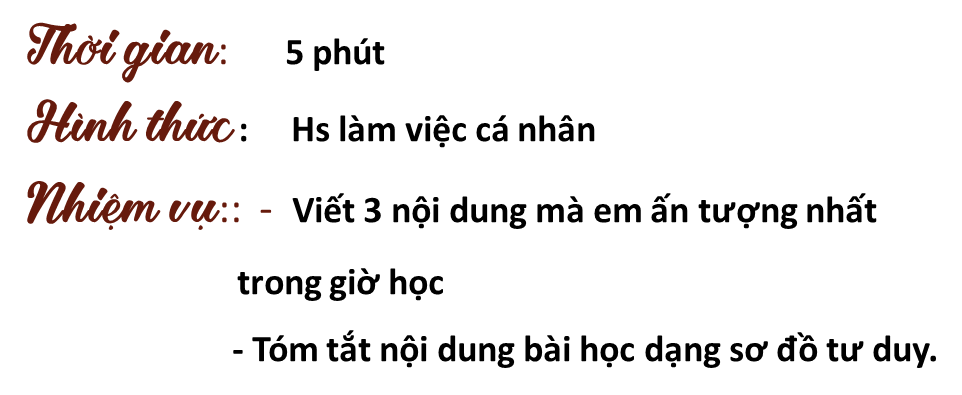 Thời gian: 5 phút
Hình thức: Hs làm việc cá nhân
Nhiệm vụ:: - Viết 3 nội dung mà em ấn tượng nhất
trong giờ học
- Tóm tắt nội dung bài học dạng sơ đồ tư duy.